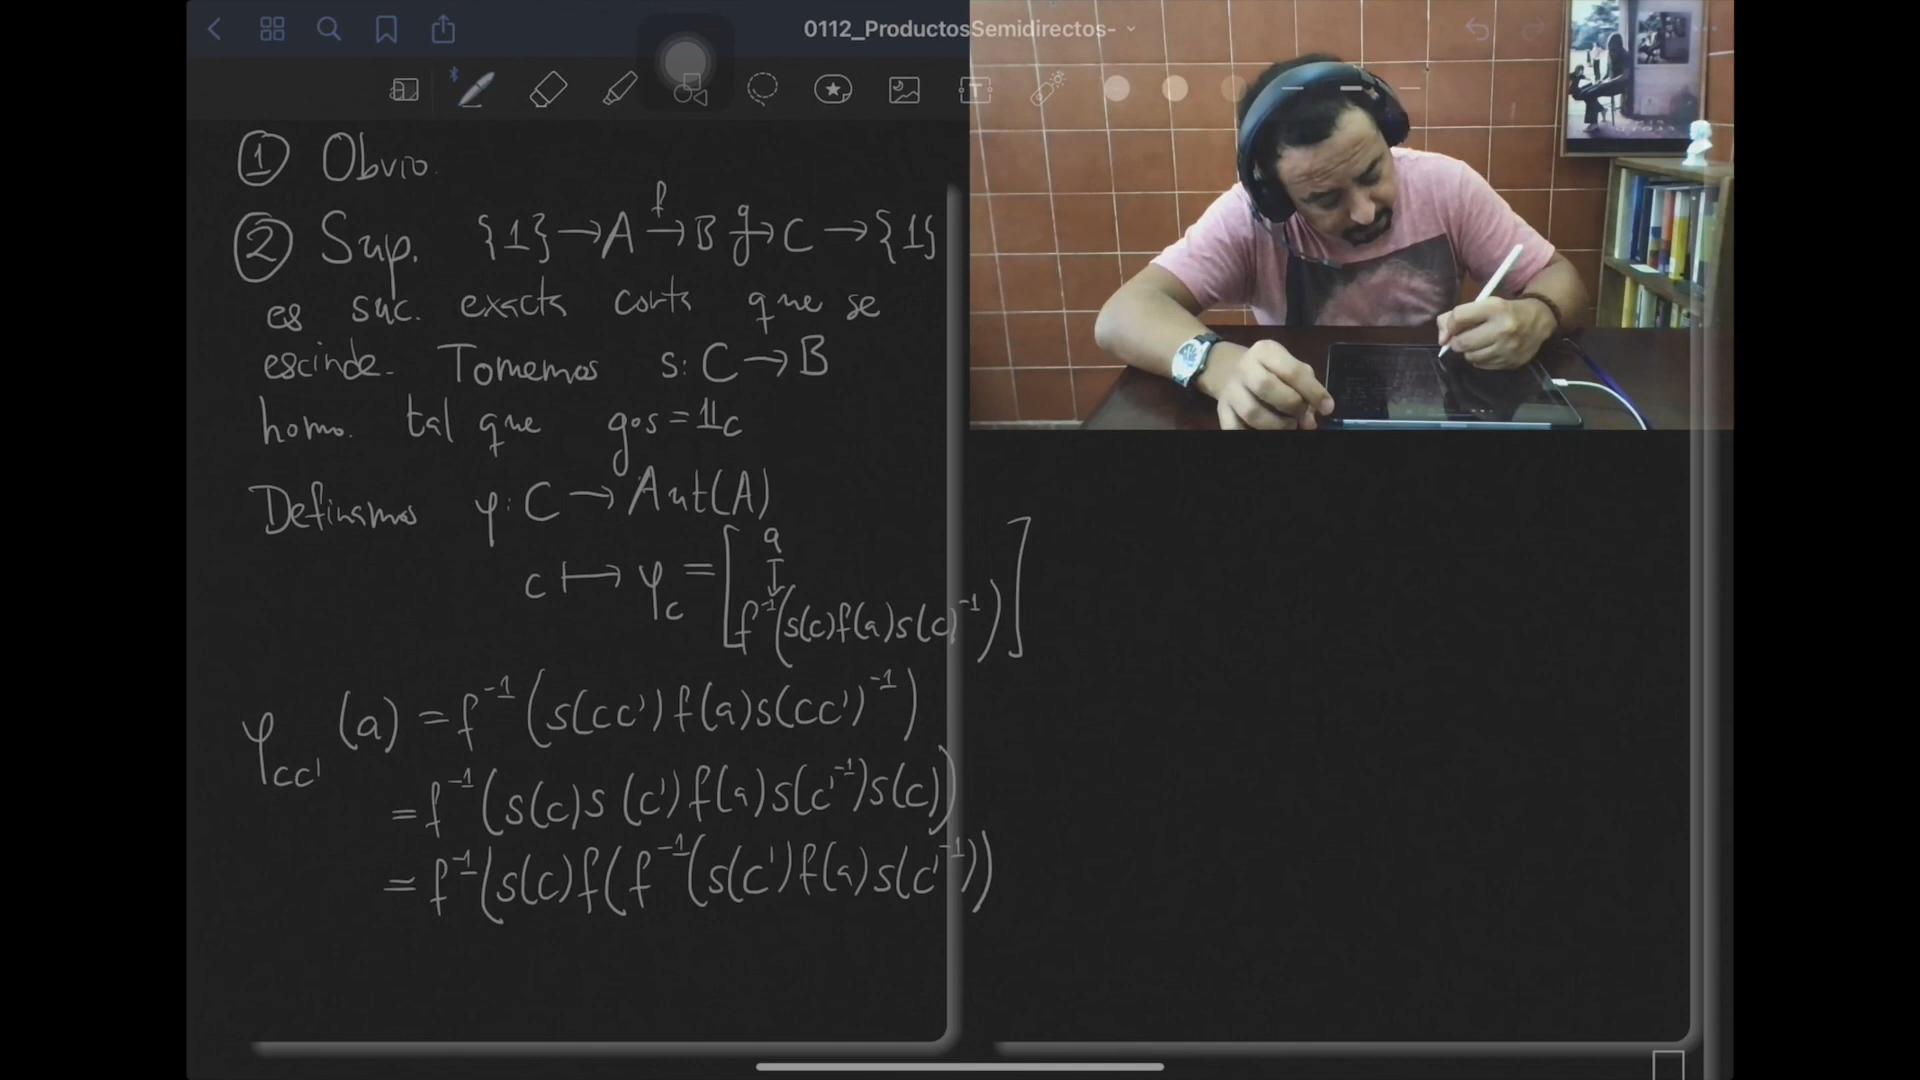 0112_ProductosSemidirectos-
① Obvio.
② Sup. {1} → A →^f B →^g C → {1}
es suc. exacta corta que se
escinde. Tomemos s: C → B
homo. tal que g∘s = 𝟙_C
Definamos φ: C → Aut(A)
c ↦ φ_c = [ a ↦ f⁻¹(s(c)f(a)s(c)⁻¹) ]
φ_cc' (a) = f⁻¹(s(cc')f(a)s(cc')⁻¹)
= f⁻¹(s(c)s(c')f(a)s(c'⁻¹)s(c))
= f⁻¹(s(c)f(f⁻¹(s(c')f(a)s(c'⁻¹))